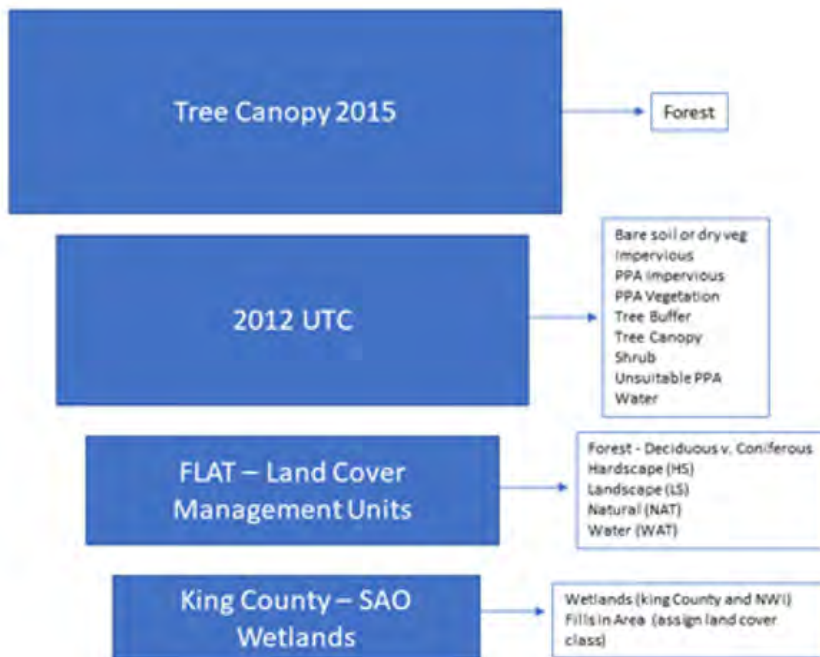 Tree Canopy 2015
Forest
2012 UTC
Bare soil or dry veg
Impervious
PPA Impervious
PPA Vegetation
Tree Buffer
Tree Canopy
Shrub
Unsuitable PPA
Water
FLAT – Land Cover
Management Units
Forest - Deciduous v. Coniferous
Hardscape (HS)
Landscape (LS)
Natural (NAT)
Water (WAT)
King County – SAO
Wetlands
Wetlands (king County and NWI)
Fills in Area (assign land cover
class)